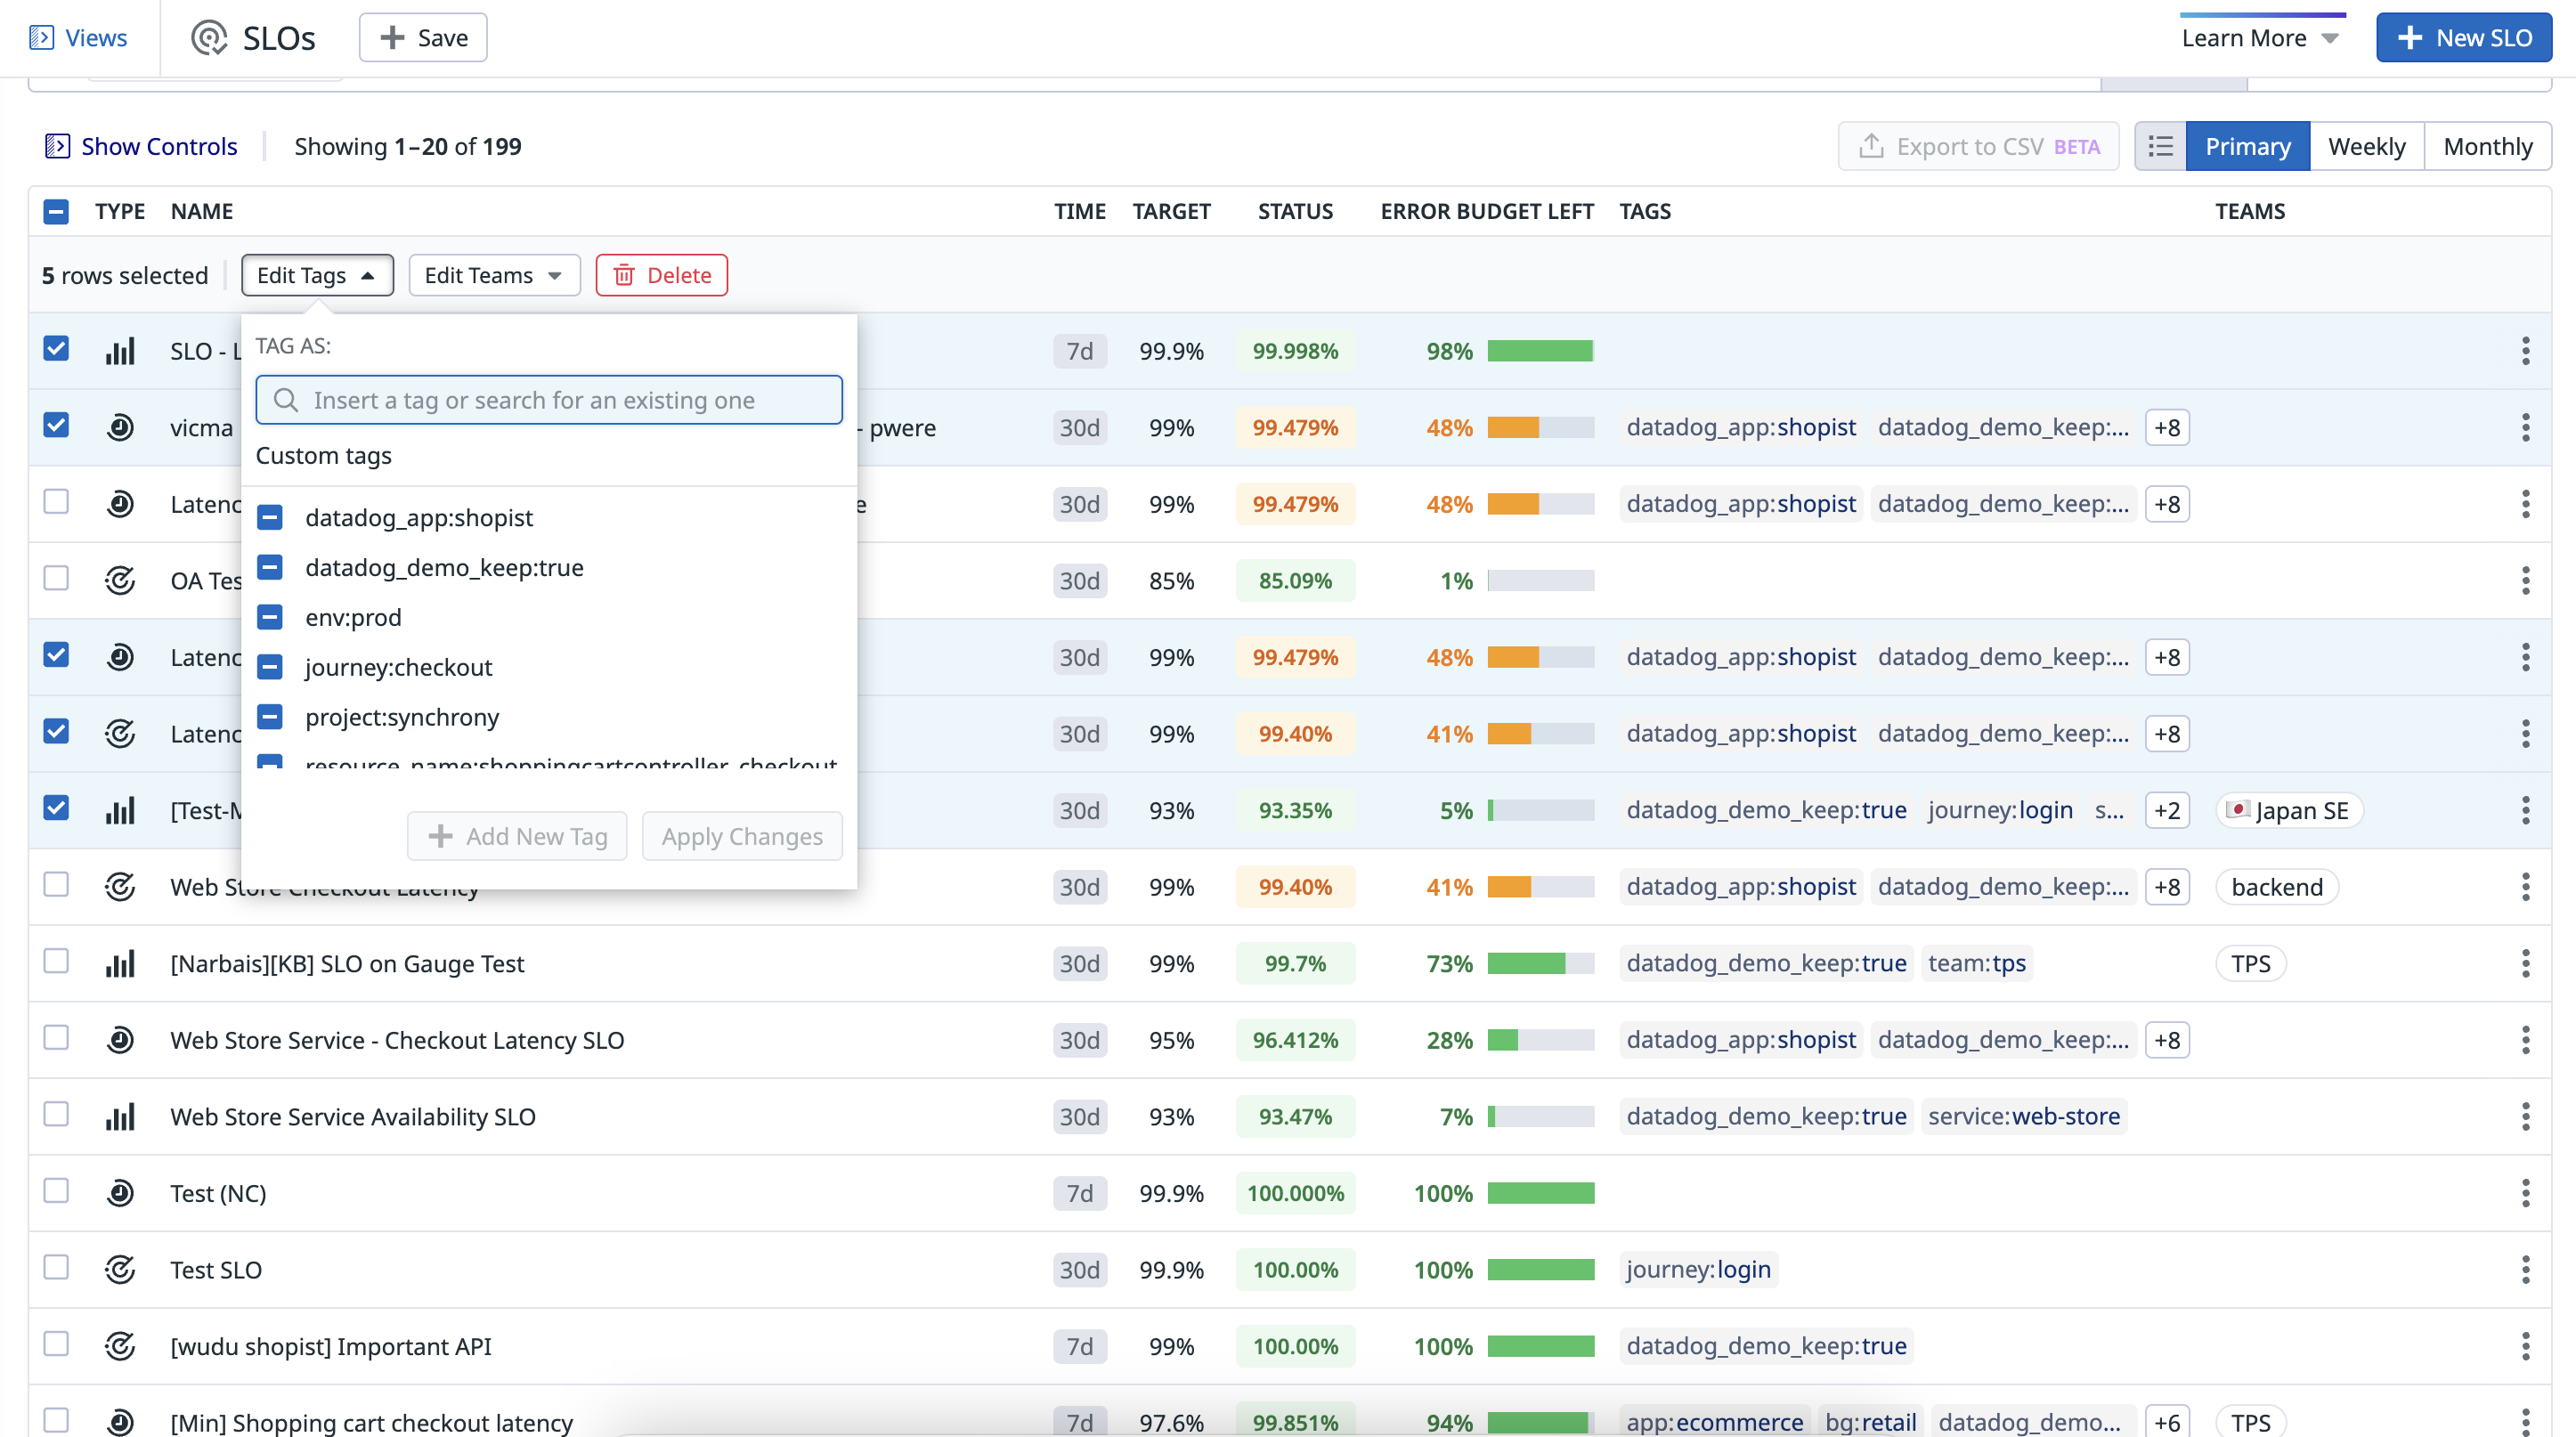 Views
SLOs
Save
Learn More
New SLO
Show Controls
Showing 1–20 of 199
Export to CSV BETA
Primary
Weekly
Monthly
TYPE NAME TIME TARGET STATUS ERROR BUDGET LEFT TAGS TEAMS
5 rows selected
Edit Tags
Edit Teams
Delete
TAG AS:
Insert a tag or search for an existing one
Custom tags
datadog_app:shopist
datadog_demo_keep:true
env:prod
journey:checkout
project:synchrony
resource_name:shoppingcartcontroller_checkout
Add New Tag
Apply Changes
SLO - L 7d 99.9% 99.998% 98%
vicma - pwere 30d 99% 99.479% 48% datadog_app:shopist datadog_demo_keep:... +8
Latenc e 30d 99% 99.479% 48% datadog_app:shopist datadog_demo_keep:... +8
OA Tes 30d 85% 85.09% 1%
Latenc 30d 99% 99.479% 48% datadog_app:shopist datadog_demo_keep:... +8
Latenc 30d 99% 99.40% 41% datadog_app:shopist datadog_demo_keep:... +8
[Test-M 30d 93% 93.35% 5% datadog_demo_keep:true journey:login s... +2 Japan SE
Web Store Checkout Latency 30d 99% 99.40% 41% datadog_app:shopist datadog_demo_keep:... +8 backend
[Narbais][KB] SLO on Gauge Test 30d 99% 99.7% 73% datadog_demo_keep:true team:tps TPS
Web Store Service - Checkout Latency SLO 30d 95% 96.412% 28% datadog_app:shopist datadog_demo_keep:... +8
Web Store Service Availability SLO 30d 93% 93.47% 7% datadog_demo_keep:true service:web-store
Test (NC) 7d 99.9% 100.000% 100%
Test SLO 30d 99.9% 100.00% 100% journey:login
[wudu shopist] Important API 7d 99% 100.00% 100% datadog_demo_keep:true
[Min] Shopping cart checkout latency 7d 97.6% 99.851% 94% app:ecommerce bg:retail datadog_demo... +6 TPS